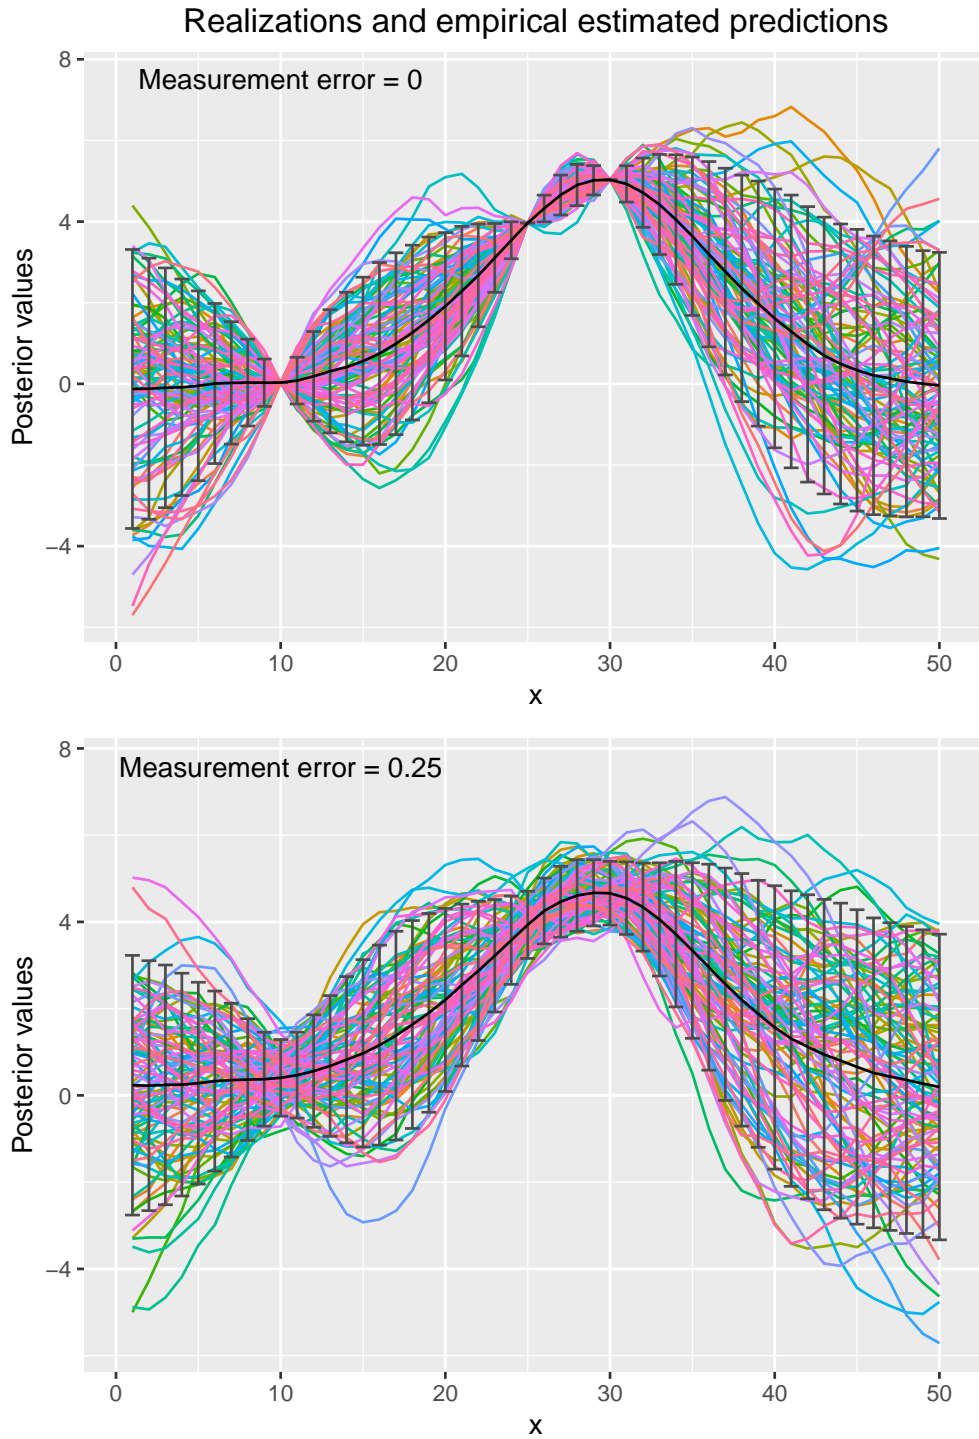 Realizations and empirical estimated predictions
Measurement error = 0
Posterior values
8
4
0
−4
0 10 20 30 40 50
x
Measurement error = 0.25
Posterior values
8
4
0
−4
0 10 20 30 40 50
x